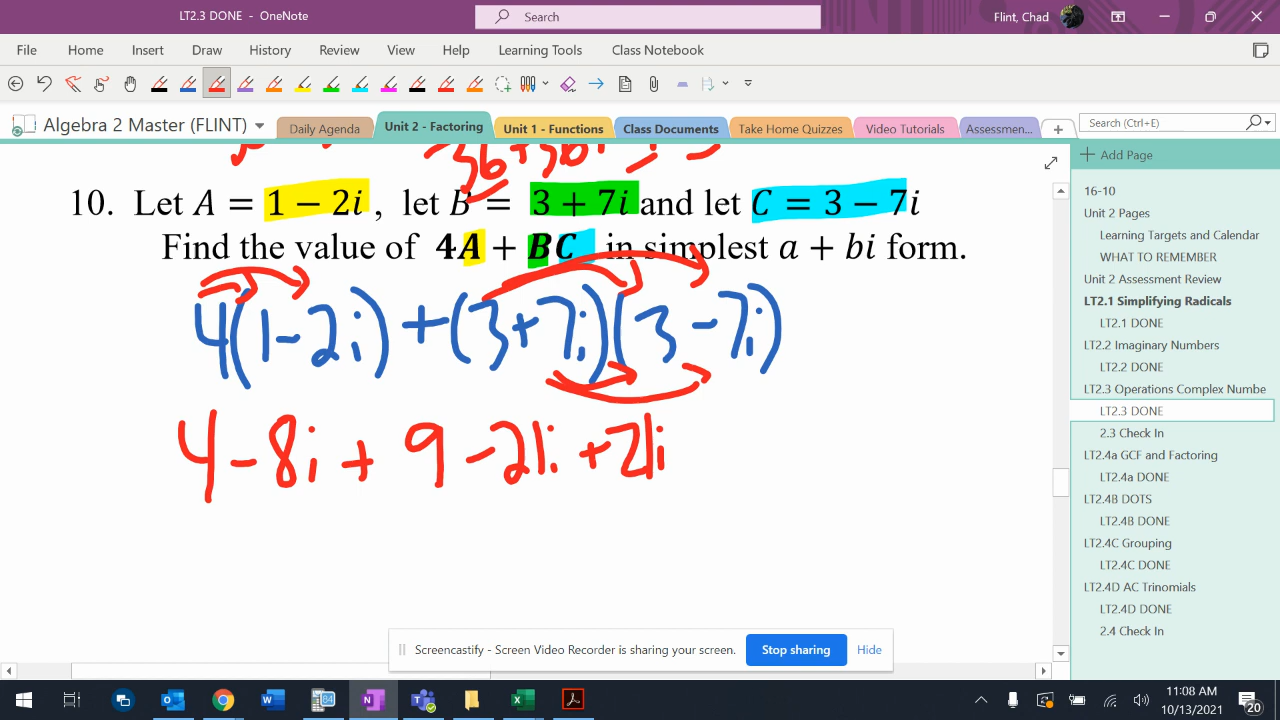 LT2.3 DONE - OneNote
Search
Flint, Chad
File Home Insert Draw History Review View Help Learning Tools Class Notebook
Algebra 2 Master (FLINT)
Daily Agenda
Unit 2 - Factoring
Unit 1 - Functions
Class Documents
Take Home Quizzes
Video Tutorials
Assessmen...
Search (Ctrl+E)
Add Page
16-10
Unit 2 Pages
Learning Targets and Calendar
WHAT TO REMEMBER
Unit 2 Assessment Review
LT2.1 Simplifying Radicals
LT2.1 DONE
LT2.2 Imaginary Numbers
LT2.2 DONE
LT2.3 Operations Complex Numbe
LT2.3 DONE
2.3 Check In
LT2.4a GCF and Factoring
LT2.4a DONE
LT2.4B DOTS
LT2.4B DONE
LT2.4C Grouping
LT2.4C DONE
LT2.4D AC Trinomials
LT2.4D DONE
2.4 Check In
10. Let A = 1 − 2i , let B = 3 + 7i and let C = 3 − 7i
Find the value of 4A + BC in simplest a + bi form.
4(1-2i) + (3+7i)(3-7i)
4-8i + 9-21i+21i
Screencastify - Screen Video Recorder is sharing your screen.
Stop sharing
Hide
11:08 AM
10/13/2021
20